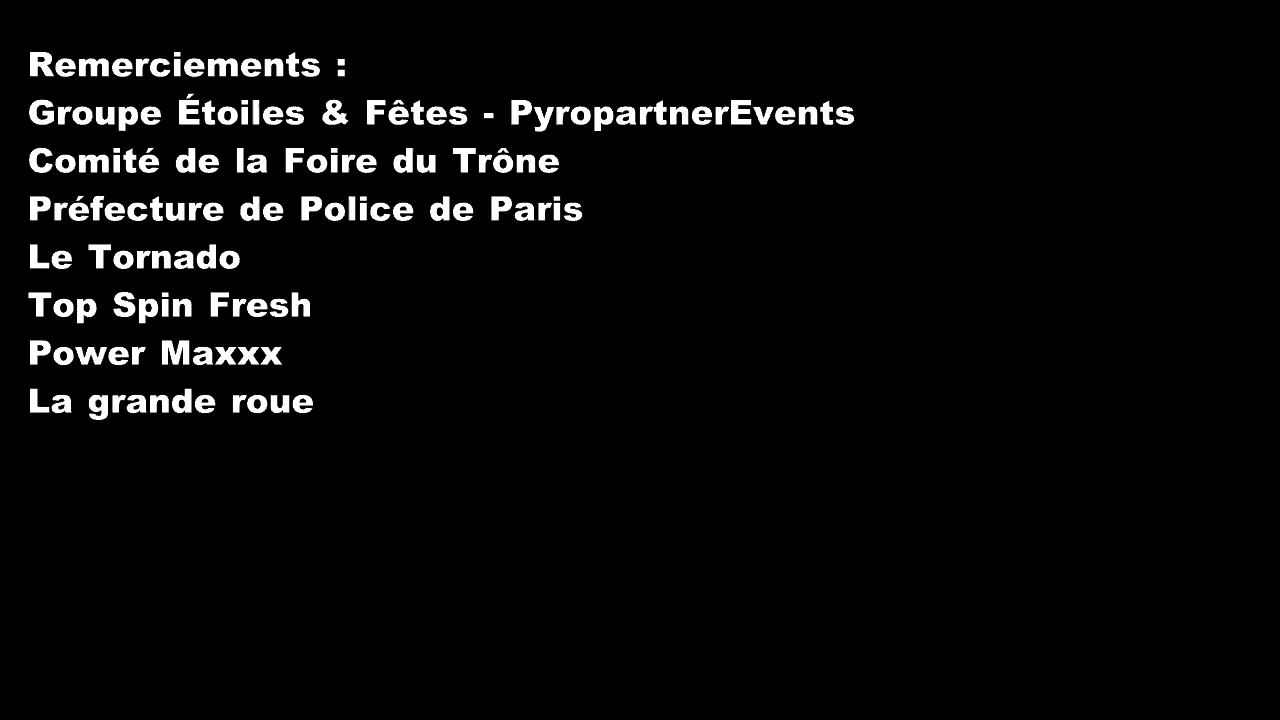 Remerciements :
Groupe Étoiles & Fêtes - PyropartnerEvents
Comité de la Foire du Trône
Préfecture de Police de Paris
Le Tornado
Top Spin Fresh
Power Maxxx
La grande roue